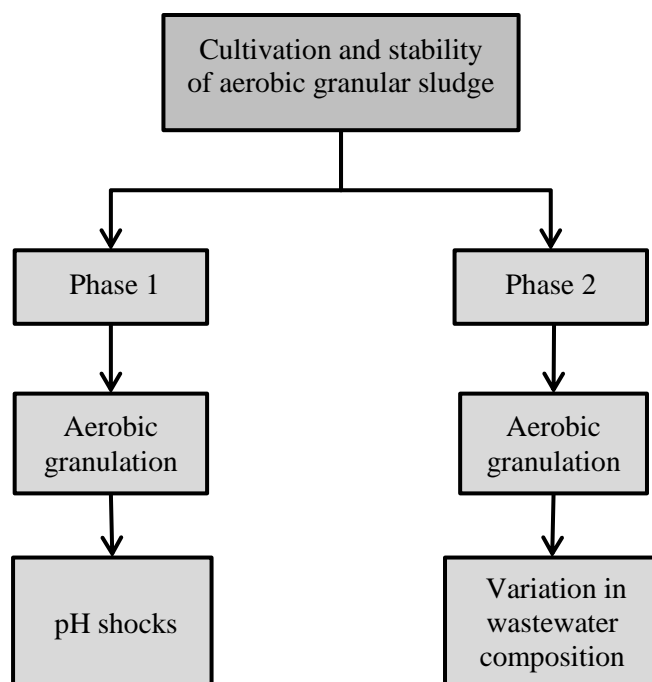 Cultivation and stability
of aerobic granular sludge
Phase 1
Phase 2
Aerobic
granulation
Aerobic
granulation
pH shocks
Variation in
wastewater
composition